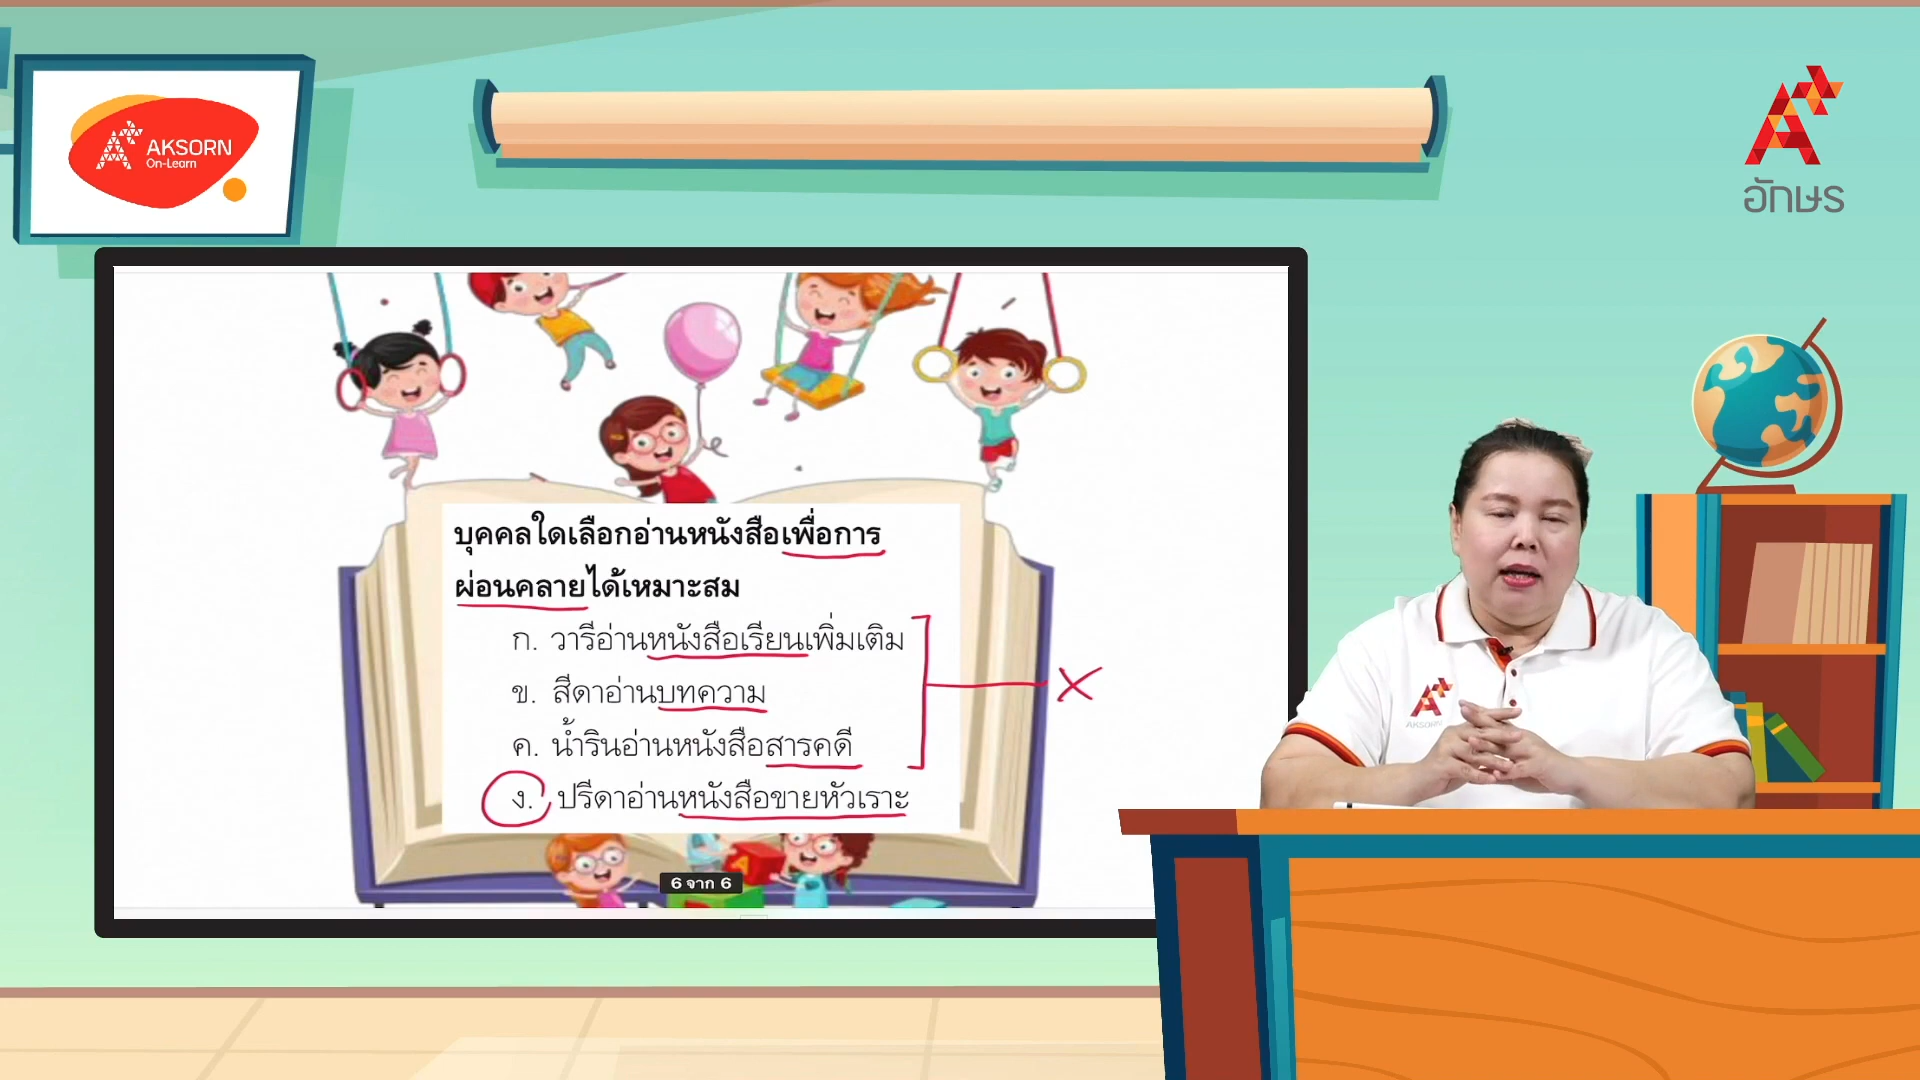 AKSORN
On-Learn
อักษร
บุคคลใดเลือกอ่านหนังสือเพื่อการ
ผ่อนคลายได้เหมาะสม
ก. วารีอ่านหนังสือเรียนเพิ่มเติม
ข. สีดาอ่านบทความ
ค. น้ำรินอ่านหนังสือสารคดี
ง. ปรีดาอ่านหนังสือขายหัวเราะ
6 จาก 6
AKSORN